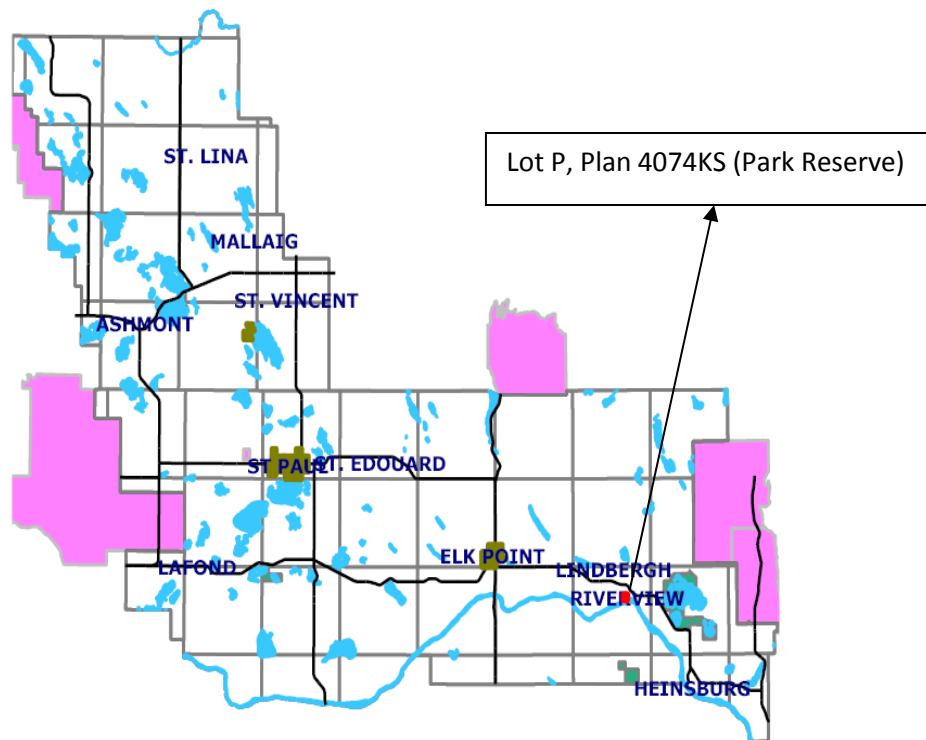 Lot P, Plan 4074KS (Park Reserve)
ST. LINA
MALLAIG
ST. VINCENT
ASHMONT
ST PAUL
ST. EDOUARD
ELK POINT
LAFOND
LINDBERGH
RIVERVIEW
HEINSBURG